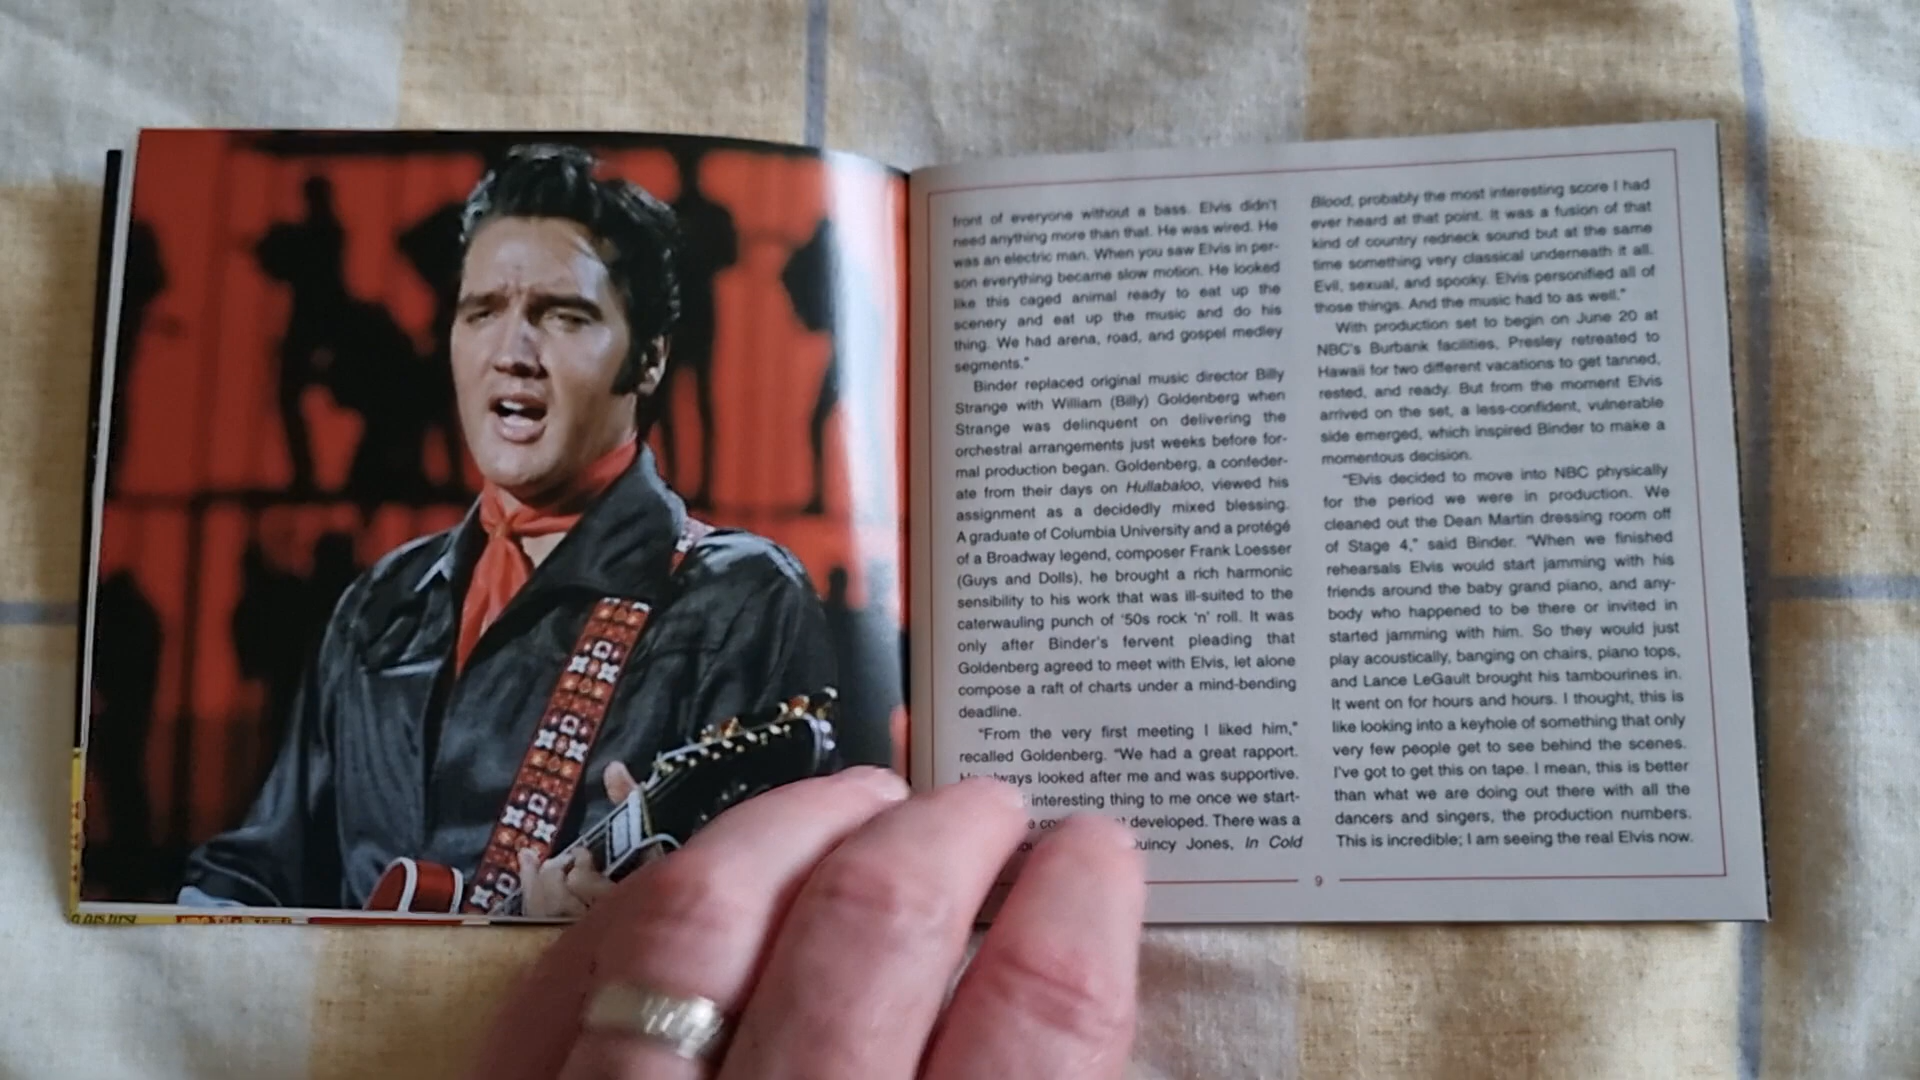 front of everyone without a bass. Elvis didn't
need anything more than that. He was wired. He
was an electric man. When you saw Elvis in per-
son everything became slow motion. He looked
like this caged animal ready to eat up the
scenery and eat up the music and do his
thing. We had arena, road, and gospel medley
segments."
Binder replaced original music director Billy
Strange with William (Billy) Goldenberg when
Strange was delinquent on delivering the
orchestral arrangements just weeks before for-
mal production began. Goldenberg, a confeder-
ate from their days on Hullabaloo, viewed his
assignment as a decidedly mixed blessing.
A graduate of Columbia University and a protégé
of a Broadway legend, composer Frank Loesser
(Guys and Dolls), he brought a rich harmonic
sensibility to his work that was ill-suited to the
caterwauling punch of '50s rock 'n' roll. It was
only after Binder's fervent pleading that
Goldenberg agreed to meet with Elvis, let alone
compose a raft of charts under a mind-bending
deadline.
"From the very first meeting I liked him,"
recalled Goldenberg. "We had a great rapport.
looked after me and was supportive.
interesting thing to me once we start-
developed. There was a
Quincy Jones, In Cold
Blood, probably the most interesting score I had
ever heard at that point. It was a fusion of that
kind of country redneck sound but at the same
time something very classical underneath it all.
Evil, sexual, and spooky. Elvis personified all of
those things. And the music had to as well."
With production set to begin on June 20 at
NBC's Burbank facilities, Presley retreated to
Hawaii for two different vacations to get tanned,
rested, and ready. But from the moment Elvis
arrived on the set, a less-confident, vulnerable
side emerged, which inspired Binder to make a
momentous decision.
"Elvis decided to move into NBC physically
for the period we were in production. We
cleaned out the Dean Martin dressing room off
of Stage 4," said Binder. "When we finished
rehearsals Elvis would start jamming with his
friends around the baby grand piano, and any-
body who happened to be there or invited in
started jamming with him. So they would just
play acoustically, banging on chairs, piano tops,
and Lance LeGault brought his tambourines in.
It went on for hours and hours. I thought, this is
like looking into a keyhole of something that only
very few people get to see behind the scenes.
I've got to get this on tape. I mean, this is better
than what we are doing out there with all the
dancers and singers, the production numbers.
This is incredible; I am seeing the real Elvis now.
9